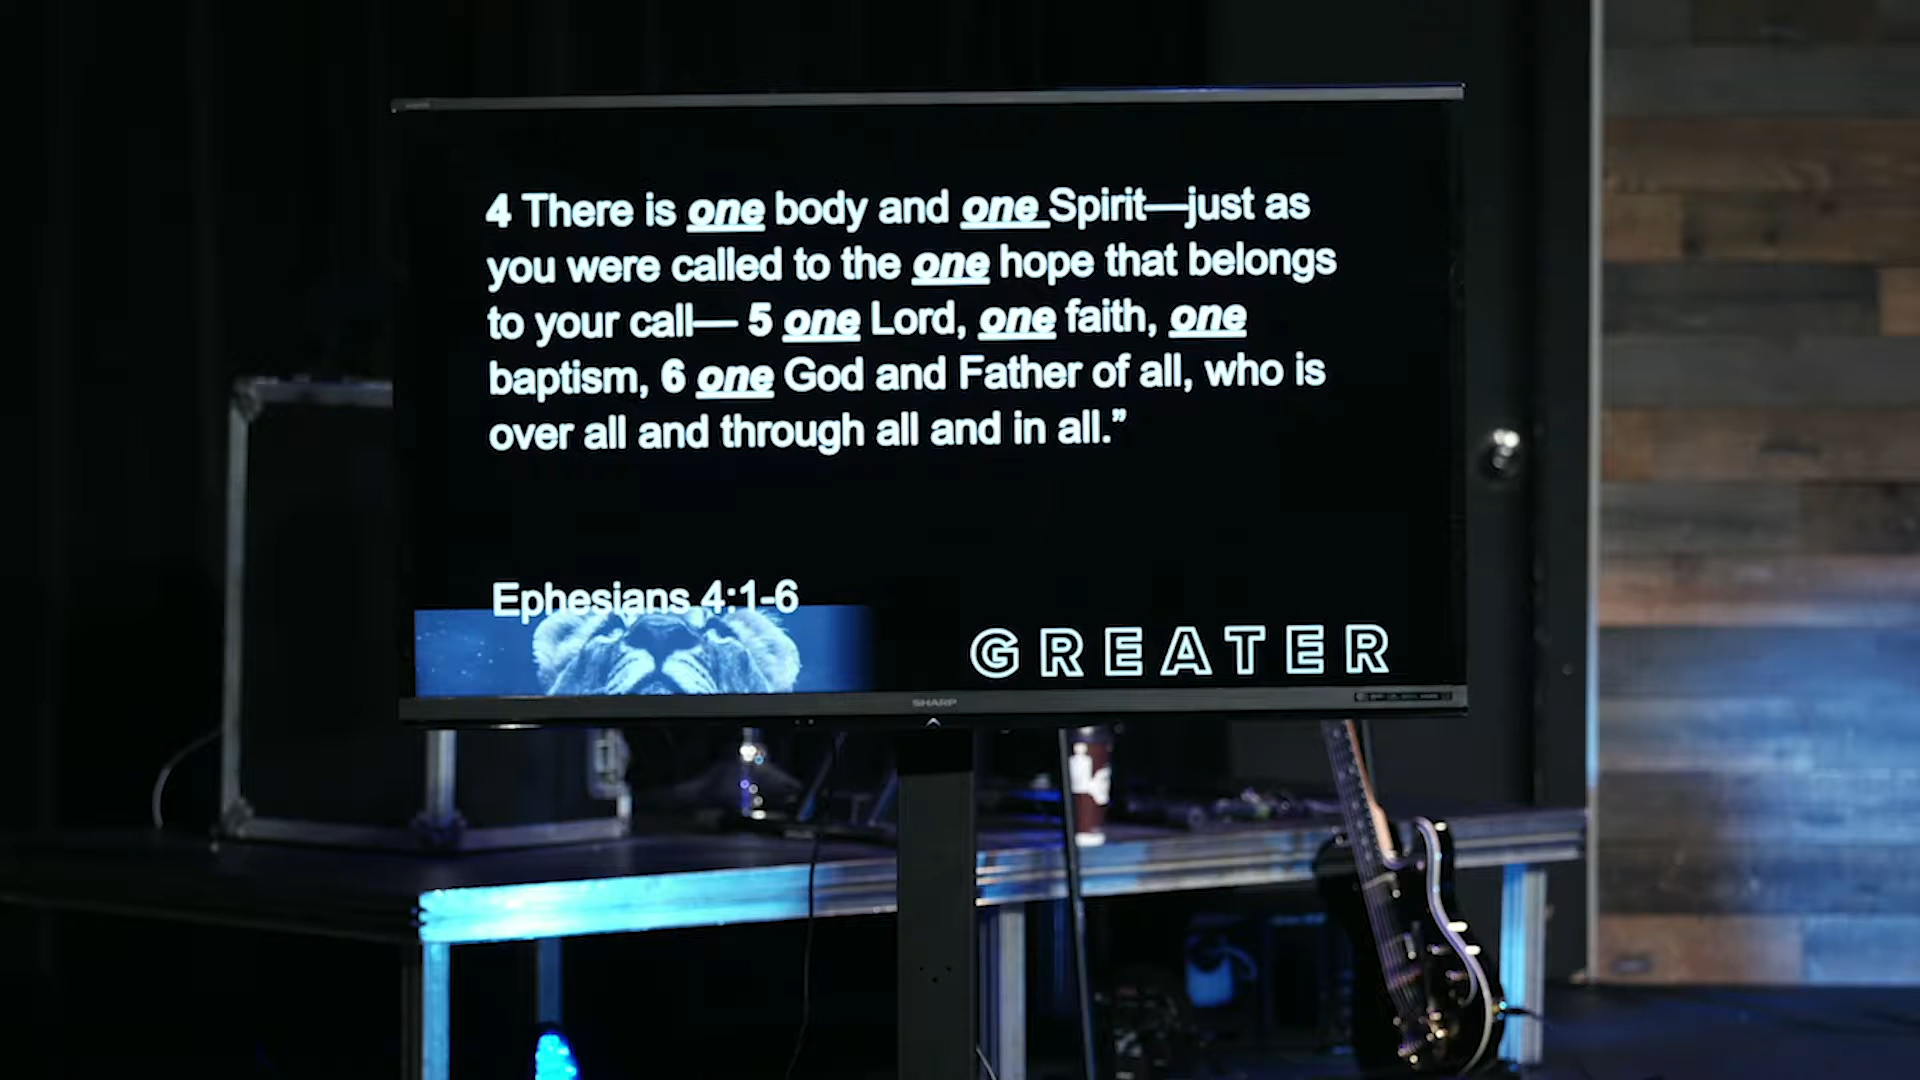 4 There is one body and one Spirit—just as
you were called to the one hope that belongs
to your call— 5 one Lord, one faith, one
baptism, 6 one God and Father of all, who is
over all and through all and in all.”
Ephesians 4:1-6
GREATER
SHARP